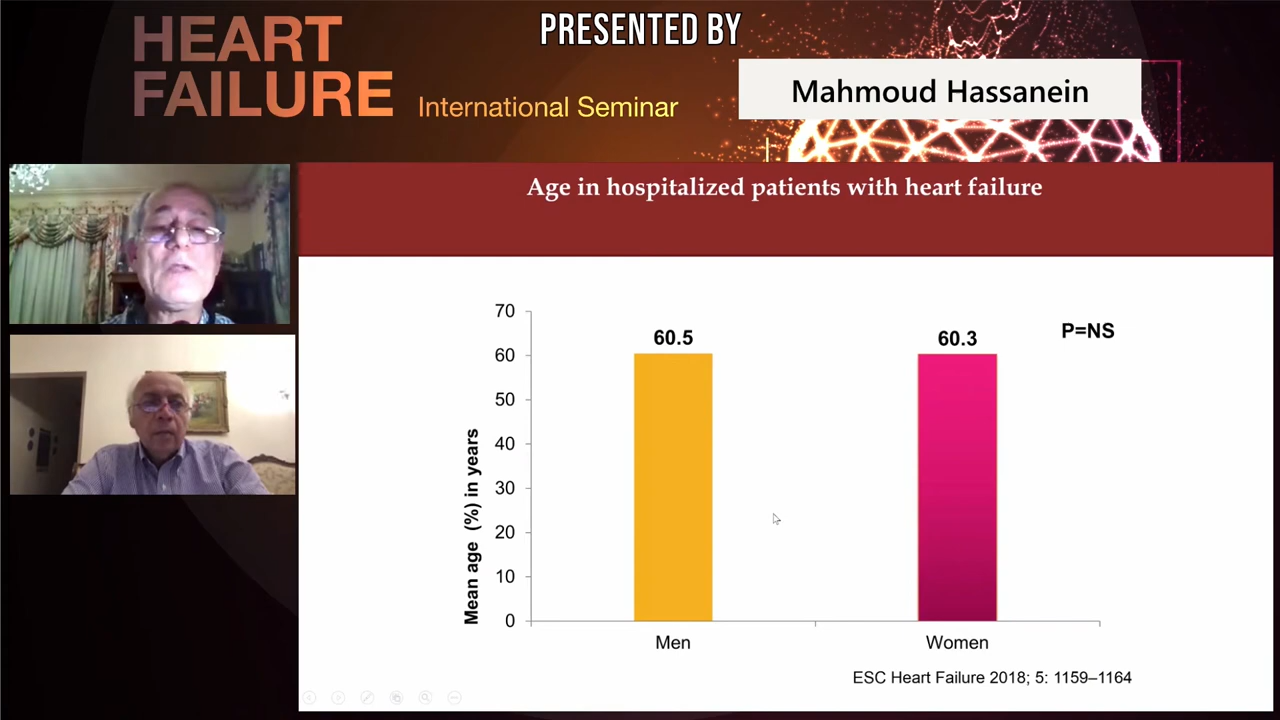 HEART
FAILURE
International Seminar
PRESENTED BY
Mahmoud Hassanein
Age in hospitalized patients with heart failure
Mean age (%) in years
70
60
50
40
30
20
10
0
60.5
60.3
P=NS
Men
Women
ESC Heart Failure 2018; 5: 1159–1164